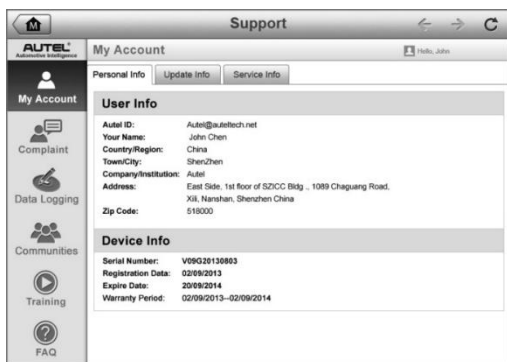 Support
AUTEL
Automotive Intelligence
My Account
Hello, John
Personal Info
Update Info
Service Info
My Account
Complaint
Data Logging
Communities
Training
FAQ
User Info
Autel ID: Autel@auteltech.net
Your Name: John Chen
Country/Region: China
Town/City: ShenZhen
Company/Institution: Autel
Address: East Side, 1st floor of SZICC Bldg ., 1089 Chaguang Road,
Xili, Nanshan, Shenzhen China
Zip Code: 518000
Device Info
Serial Number: V09G20130803
Registration Data: 02/09/2013
Expire Date: 20/09/2014
Warranty Period: 02/09/2013--02/09/2014